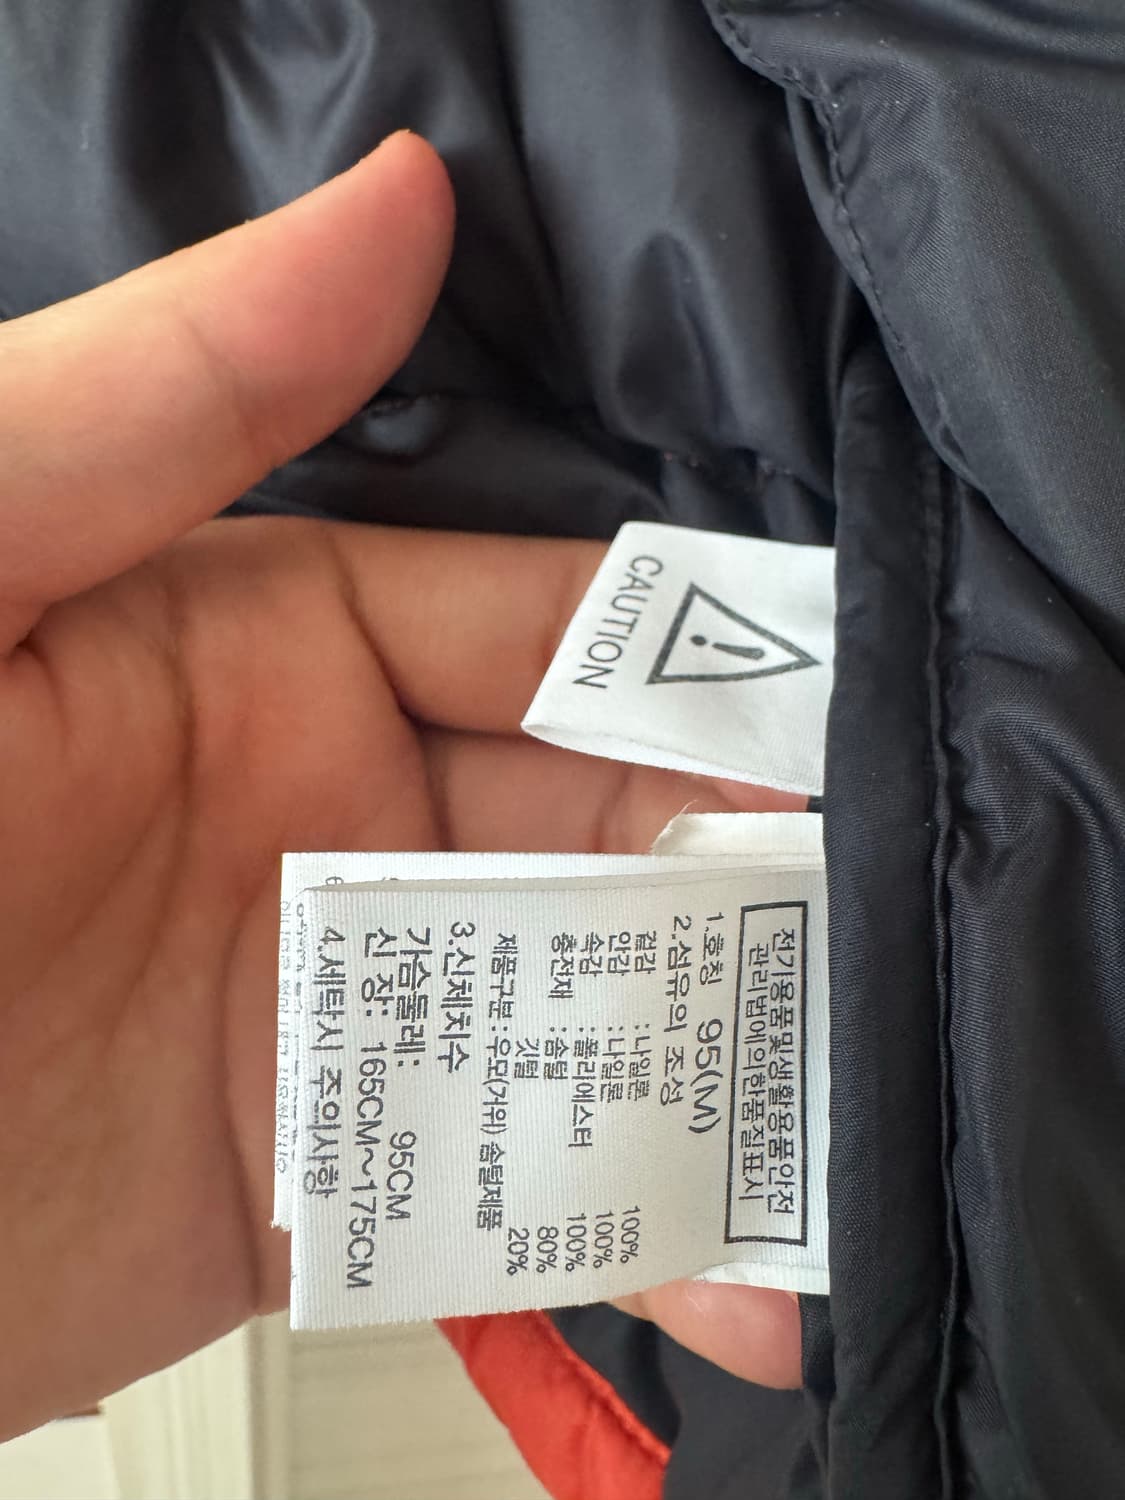 CAUTION
전기용품및생활용품안전
관리법에의한품질표시
1.호칭 95(M)
2.섬유의 조성
겉감 :나일론 100%
안감 :나일론 100%
속감 :폴리에스터 100%
충전재 :솜털 80%
깃털 20%
제품구분:우모(거위) 솜털제품
3.신체치수
가슴둘레: 95CM
신 장: 165CM~175CM
4.세탁시 주의사항